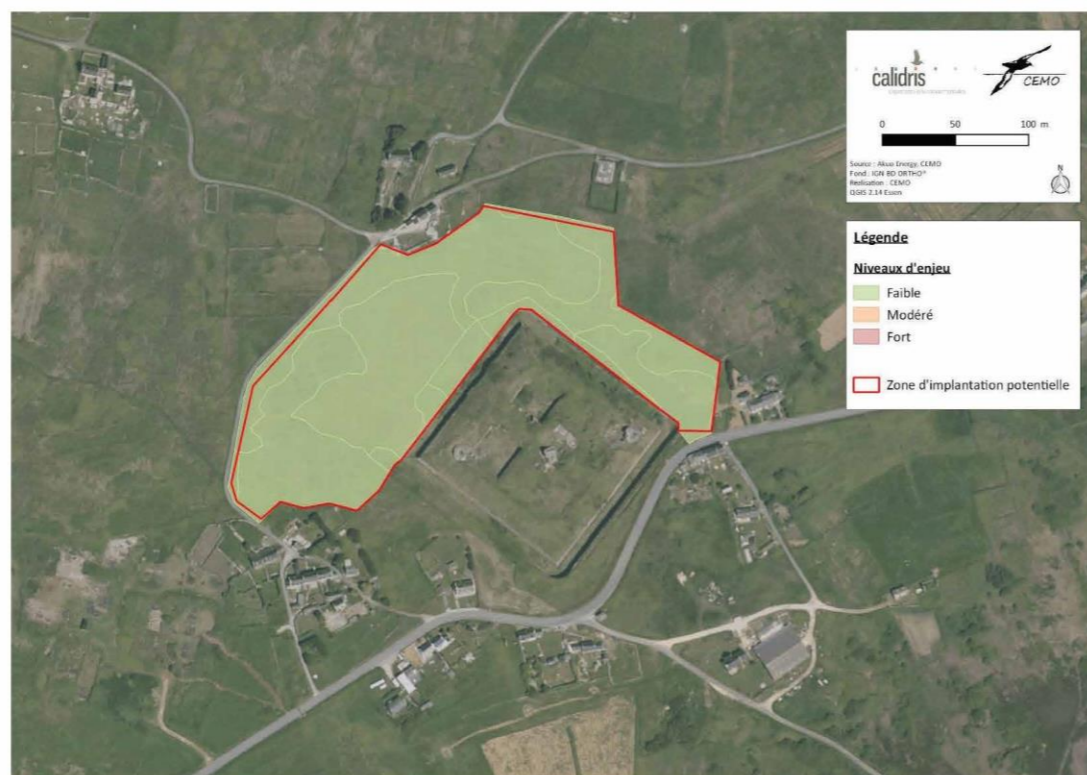 calidris
CEMO
0 50 100 m
Source : Akuo Energy, CEMO
Fond : IGN BD ORTHO®
Réalisation : CEMO
QGIS 2.14 Essen
N
Légende
Niveaux d'enjeu
Faible
Modéré
Fort
Zone d'implantation potentielle